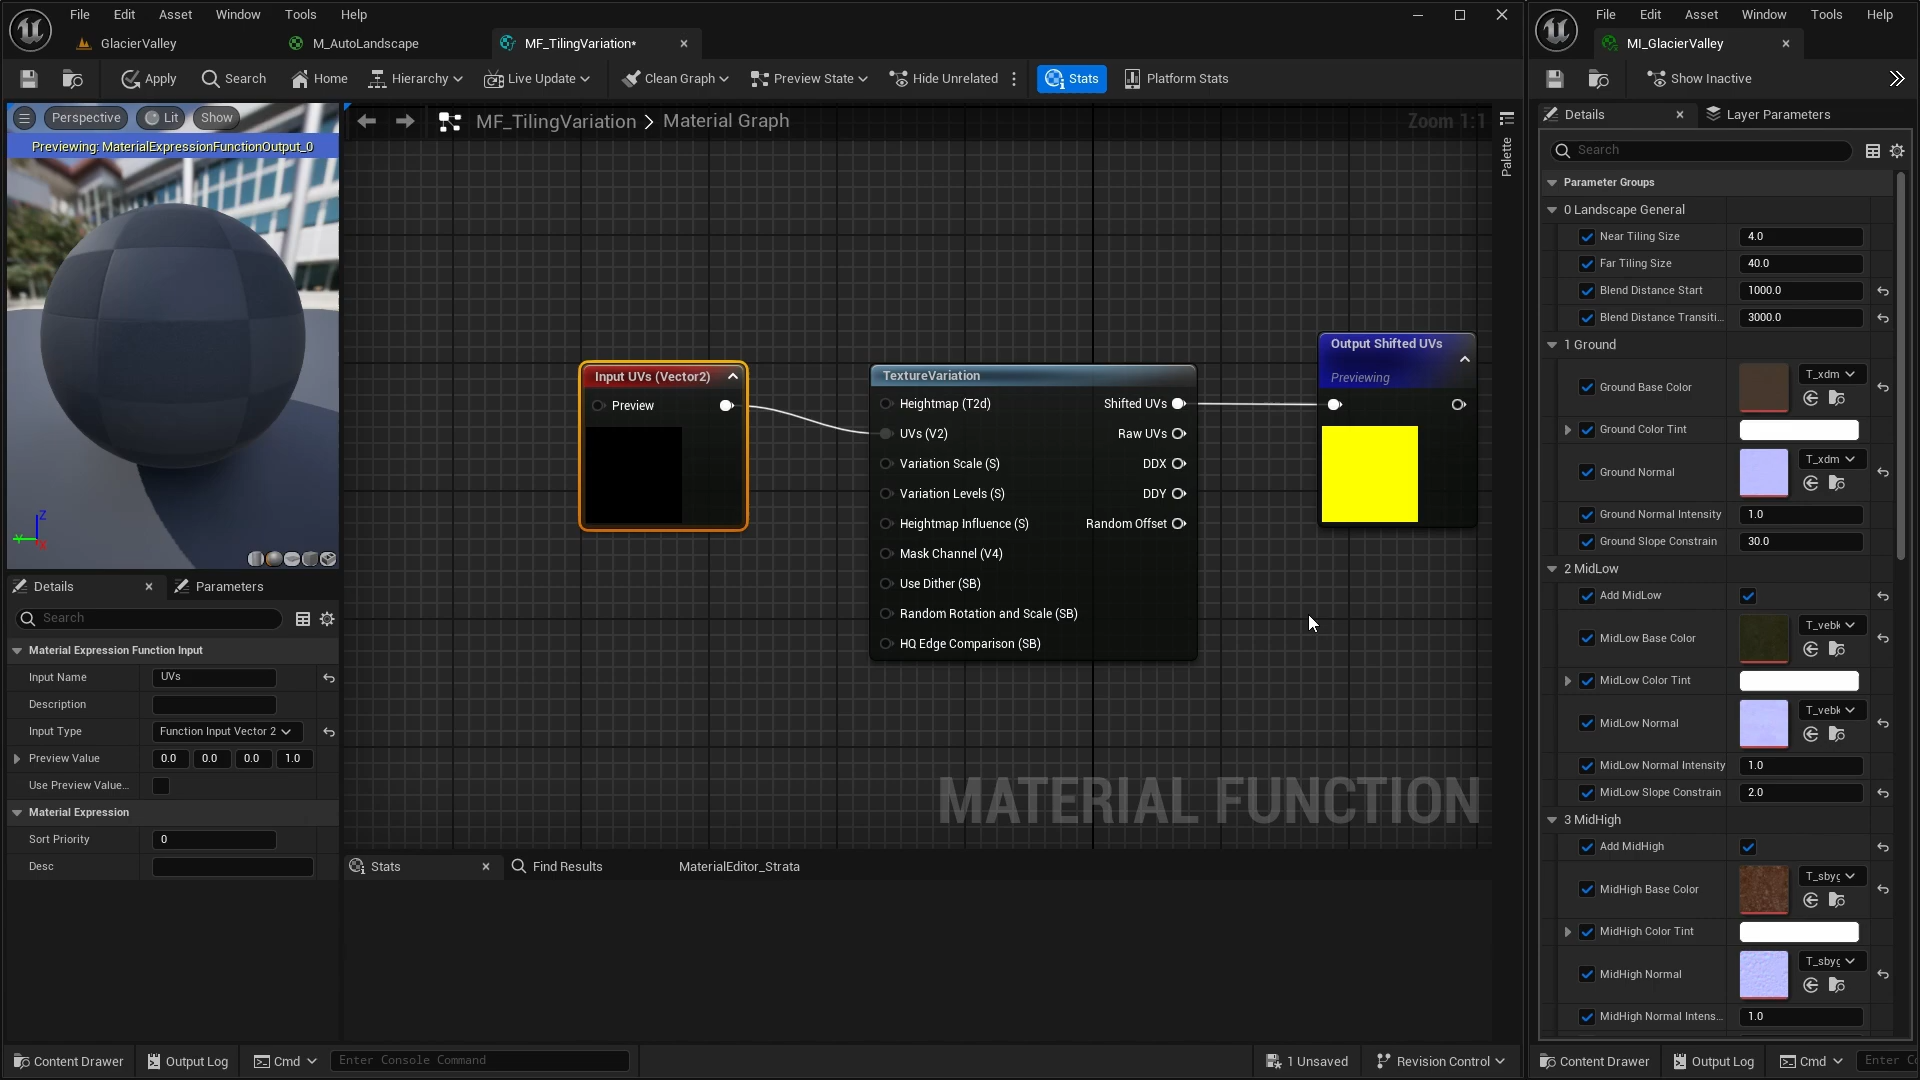 File Edit Asset Window Tools Help
GlacierValley
M_AutoLandscape
MF_TilingVariation*
Apply
Search
Home
Hierarchy
Live Update
Clean Graph
Preview State
Hide Unrelated
Stats
Platform Stats
Perspective
Lit
Show
Previewing: MaterialExpressionFunctionOutput_0
MF_TilingVariation > Material Graph
Zoom 1:1
Palette
Input UVs (Vector2)
Preview
TextureVariation
Heightmap (T2d)
UVs (V2)
Variation Scale (S)
Variation Levels (S)
Heightmap Influence (S)
Mask Channel (V4)
Use Dither (SB)
Random Rotation and Scale (SB)
HQ Edge Comparison (SB)
Shifted UVs
Raw UVs
DDX
DDY
Random Offset
Output Shifted UVs
Previewing
MATERIAL FUNCTION
Z
Y
X
Details
Parameters
Search
Material Expression Function Input
Input Name UVs
Description
Input Type Function Input Vector 2
Preview Value 0.0 0.0 0.0 1.0
Use Preview Value...
Material Expression
Sort Priority 0
Desc
Stats
Find Results
MaterialEditor_Strata
Content Drawer
Output Log
Cmd
Enter Console Command
1 Unsaved
Revision Control
File Edit Asset Window Tools Help
MI_GlacierValley
Show Inactive
Details
Layer Parameters
Search
Parameter Groups
0 Landscape General
Near Tiling Size 4.0
Far Tiling Size 40.0
Blend Distance Start 1000.0
Blend Distance Transiti... 3000.0
1 Ground
Ground Base Color T_xdm
Ground Color Tint
Ground Normal T_xdm
Ground Normal Intensity 1.0
Ground Slope Constrain 30.0
2 MidLow
Add MidLow
MidLow Base Color T_vebk
MidLow Color Tint
MidLow Normal T_vebk
MidLow Normal Intensity 1.0
MidLow Slope Constrain 2.0
3 MidHigh
Add MidHigh
MidHigh Base Color T_sbyg
MidHigh Color Tint
MidHigh Normal T_sbyg
MidHigh Normal Intens... 1.0
Content Drawer
Output Log
Cmd
Enter Co